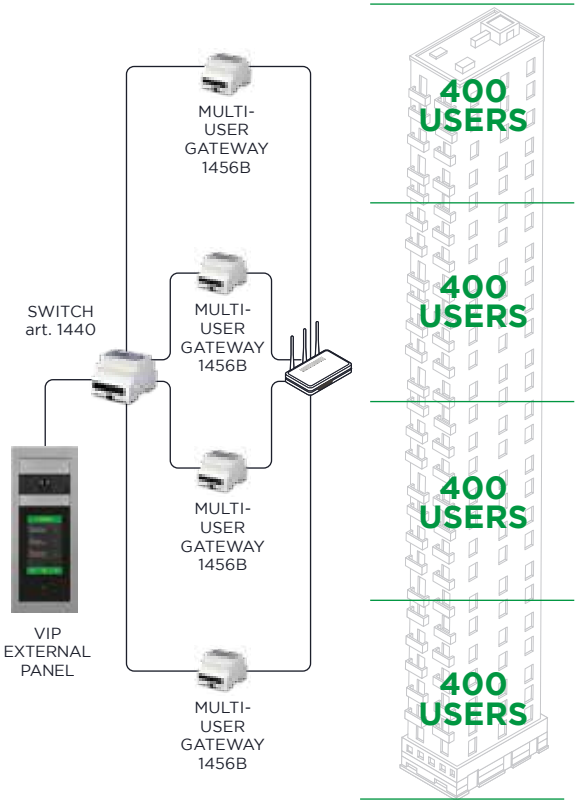 MULTI-
USER
GATEWAY
1456B
400
USERS
SWITCH
art. 1440
MULTI-
USER
GATEWAY
1456B
400
USERS
MULTI-
USER
GATEWAY
1456B
400
USERS
VIP
EXTERNAL
PANEL
MULTI-
USER
GATEWAY
1456B
400
USERS